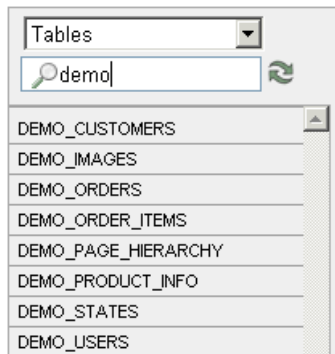 Tables
demo
DEMO_CUSTOMERS
DEMO_IMAGES
DEMO_ORDERS
DEMO_ORDER_ITEMS
DEMO_PAGE_HIERARCHY
DEMO_PRODUCT_INFO
DEMO_STATES
DEMO_USERS